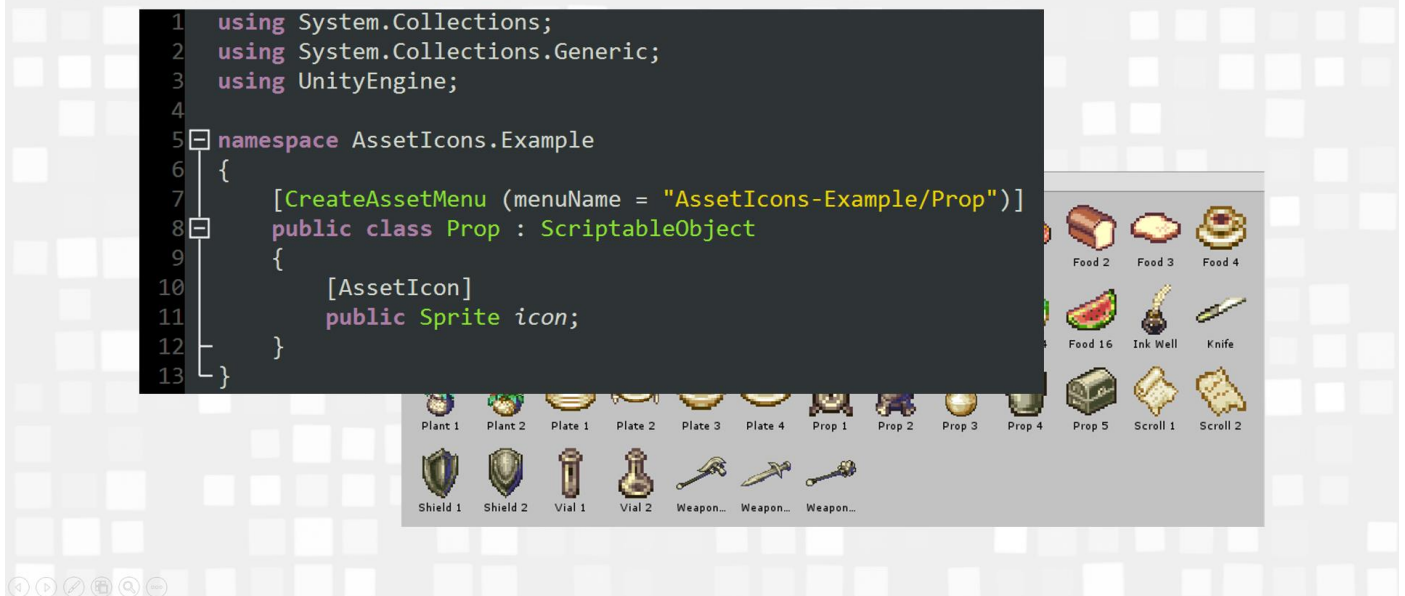 1 using System.Collections;
2 using System.Collections.Generic;
3 using UnityEngine;
4
5 namespace AssetIcons.Example
6 {
7 [CreateAssetMenu (menuName = "AssetIcons-Example/Prop")]
8 public class Prop : ScriptableObject
9 {
10 [AssetIcon]
11 public Sprite icon;
12 }
13 }
Food 2 Food 3 Food 4
Food 16 Ink Well Knife
Plant 1 Plant 2 Plate 1 Plate 2 Plate 3 Plate 4 Prop 1 Prop 2 Prop 3 Prop 4 Prop 5 Scroll 1 Scroll 2
Shield 1 Shield 2 Vial 1 Vial 2 Weapon... Weapon... Weapon...